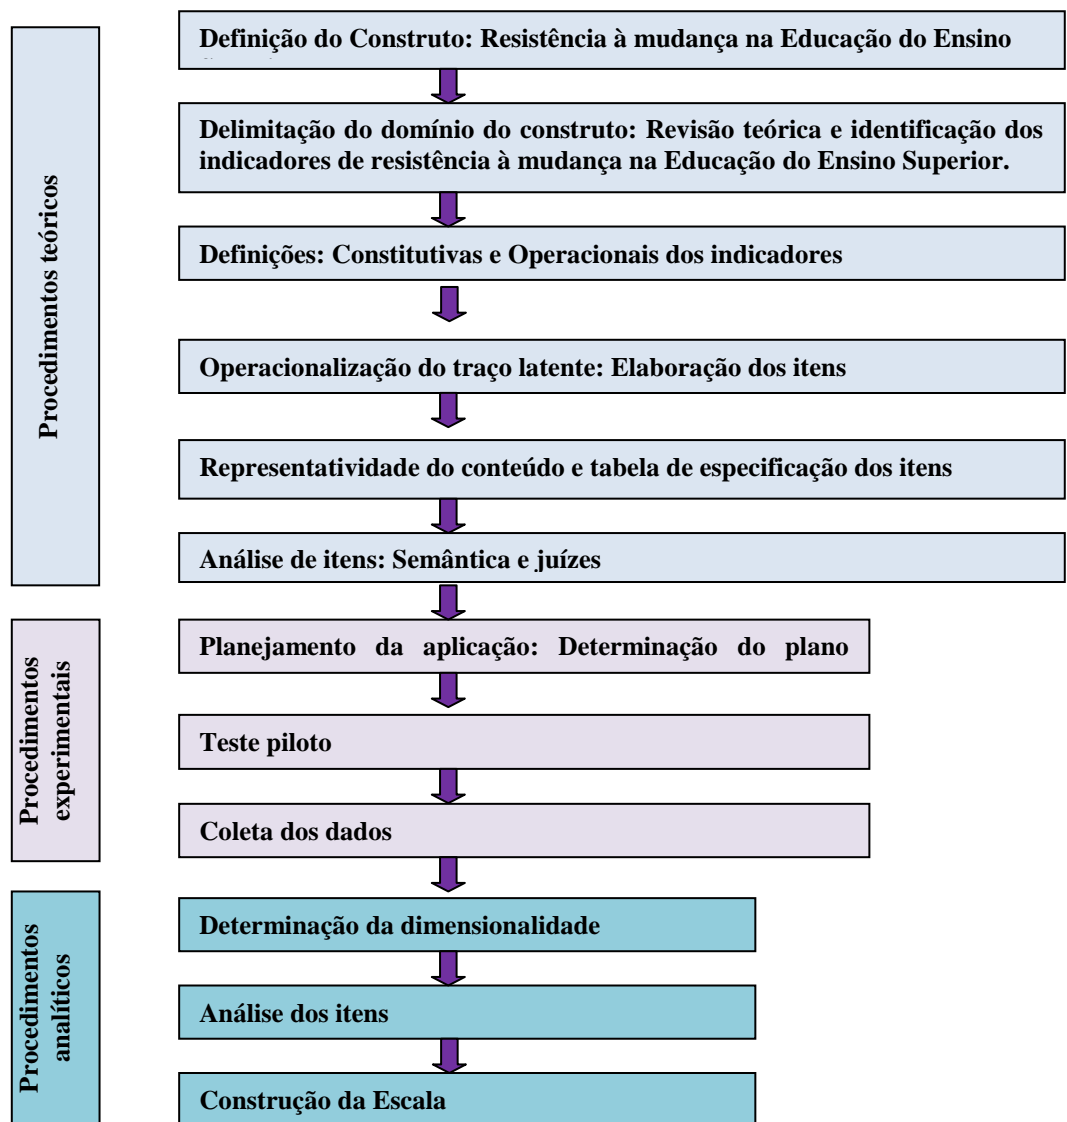 Procedimentos teóricos
Definição do Construto: Resistência à mudança na Educação do Ensino
Delimitação do domínio do construto: Revisão teórica e identificação dos
indicadores de resistência à mudança na Educação do Ensino Superior.
Definições: Constitutivas e Operacionais dos indicadores
Operacionalização do traço latente: Elaboração dos itens
Representatividade do conteúdo e tabela de especificação dos itens
Análise de itens: Semântica e juízes
Procedimentos
experimentais
Planejamento da aplicação: Determinação do plano
Teste piloto
Coleta dos dados
Procedimentos
analíticos
Determinação da dimensionalidade
Análise dos itens
Construção da Escala